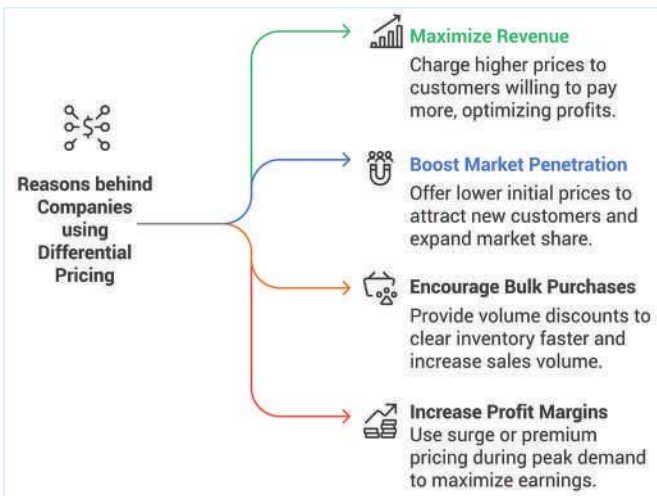 Reasons behind
Companies
using
Differential
Pricing
Maximize Revenue
Charge higher prices to
customers willing to pay
more, optimizing profits.
Boost Market Penetration
Offer lower initial prices to
attract new customers and
expand market share.
Encourage Bulk Purchases
Provide volume discounts to
clear inventory faster and
increase sales volume.
Increase Profit Margins
Use surge or premium
pricing during peak demand
to maximize earnings.